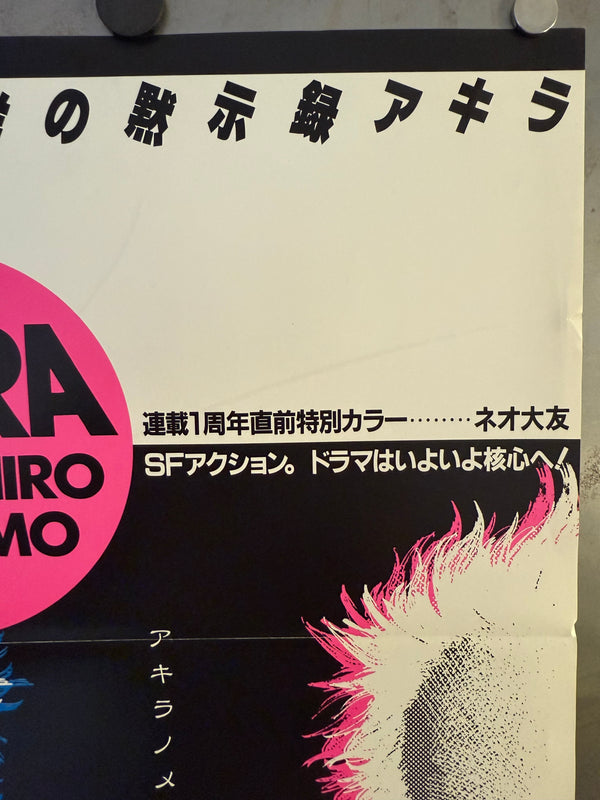 の黙示録アキラ
RA
HIRO
MO
連載1周年直前特別カラー………ネオ大友
SFアクション。ドラマはいよいよ核心へ!
アキラノメ